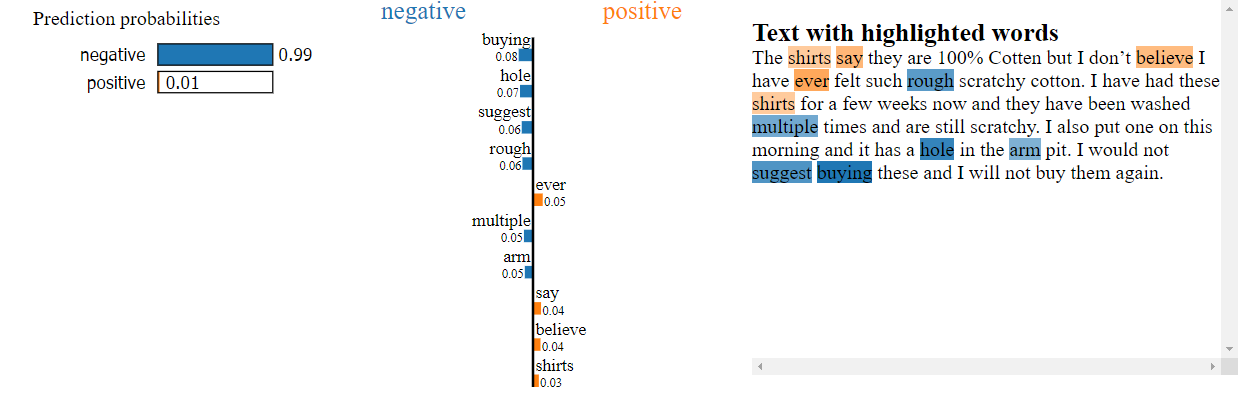 Prediction probabilities
negative 0.99
positive 0.01
negative positive
buying
0.08
hole
0.07
suggest
0.06
rough
0.06
ever
0.05
multiple
0.05
arm
0.05
say
0.04
believe
0.04
shirts
0.03
Text with highlighted words
The shirts say they are 100% Cotten but I don’t believe I
have ever felt such rough scratchy cotton. I have had these
shirts for a few weeks now and they have been washed
multiple times and are still scratchy. I also put one on this
morning and it has a hole in the arm pit. I would not
suggest buying these and I will not buy them again.